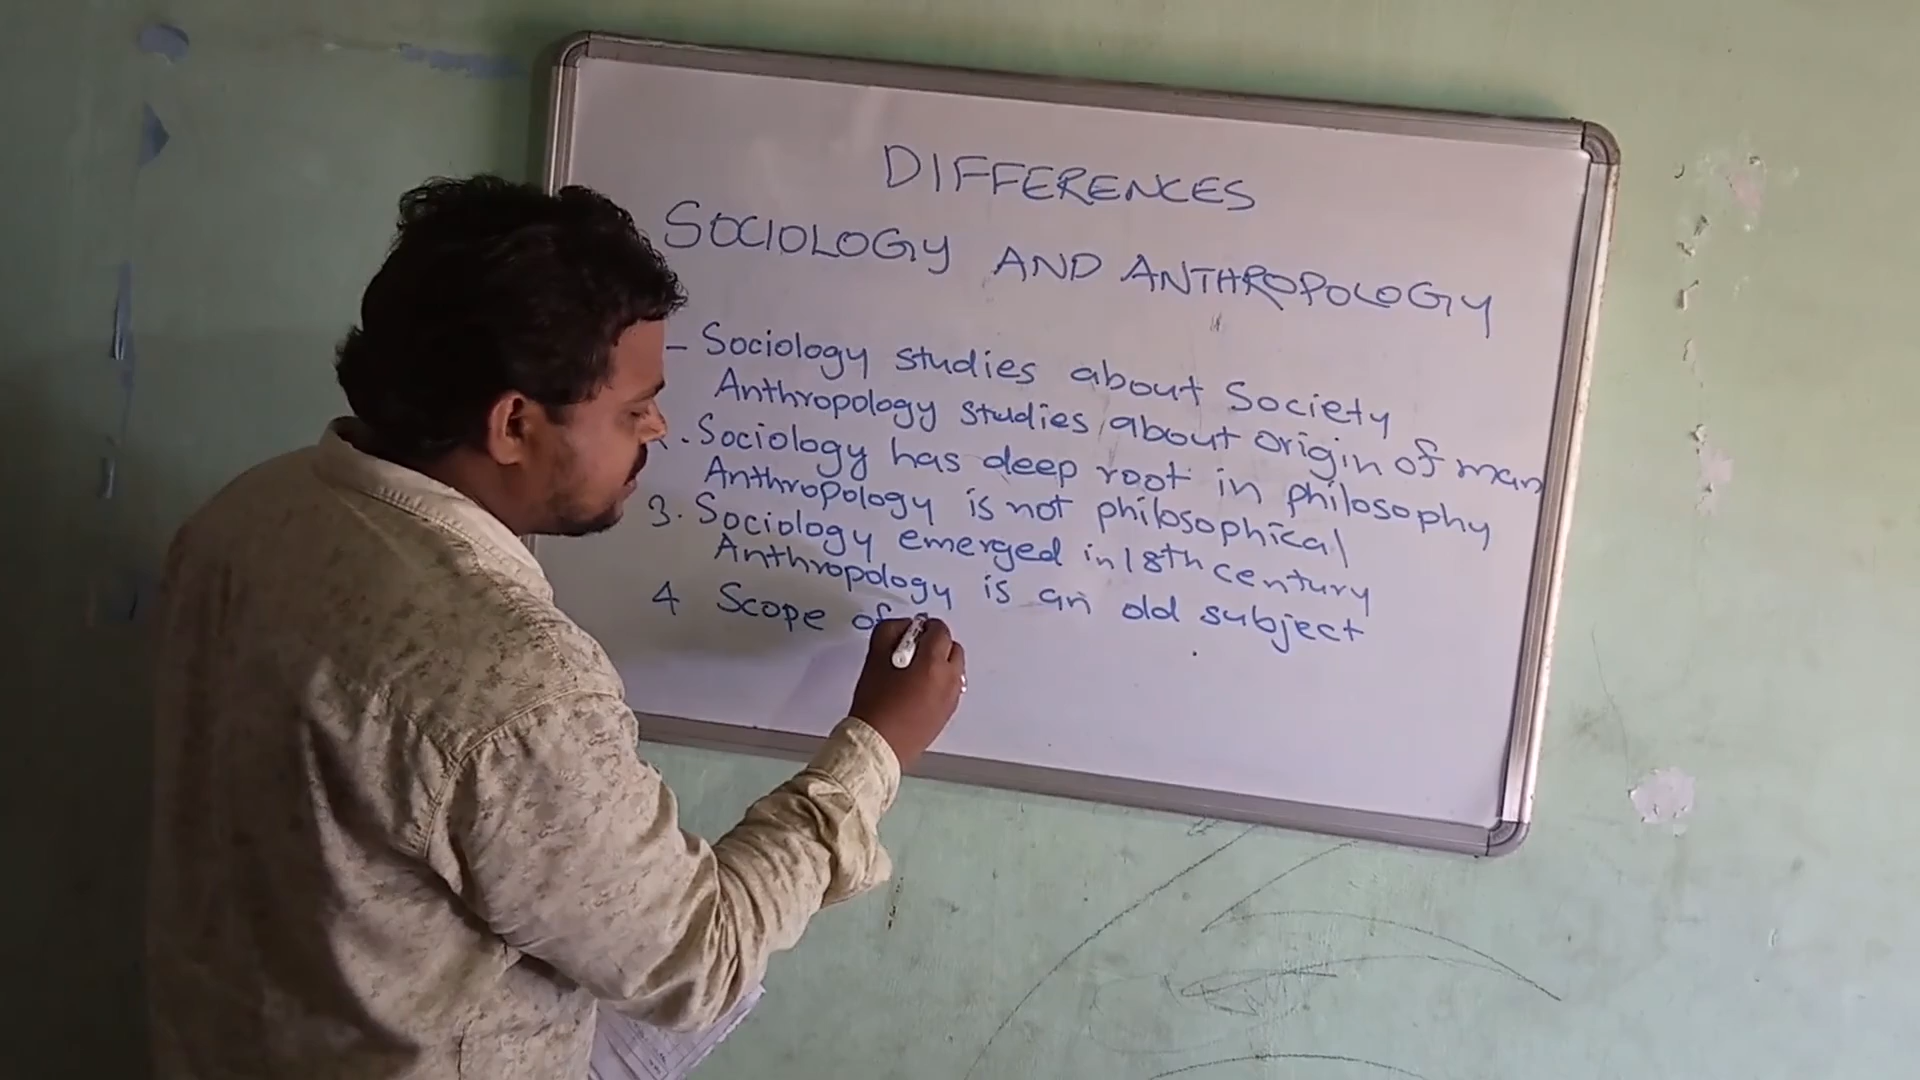 DIFFERENCES
SOCIOLOGY AND ANTHROPOLOGY
- Sociology studies about Society
Anthropology studies about origin of man
. Sociology has deep root in philosophy
Anthropology is not philosophical
3. Sociology emerged in 18th century
Anthropology is an old subject
4 Scope of